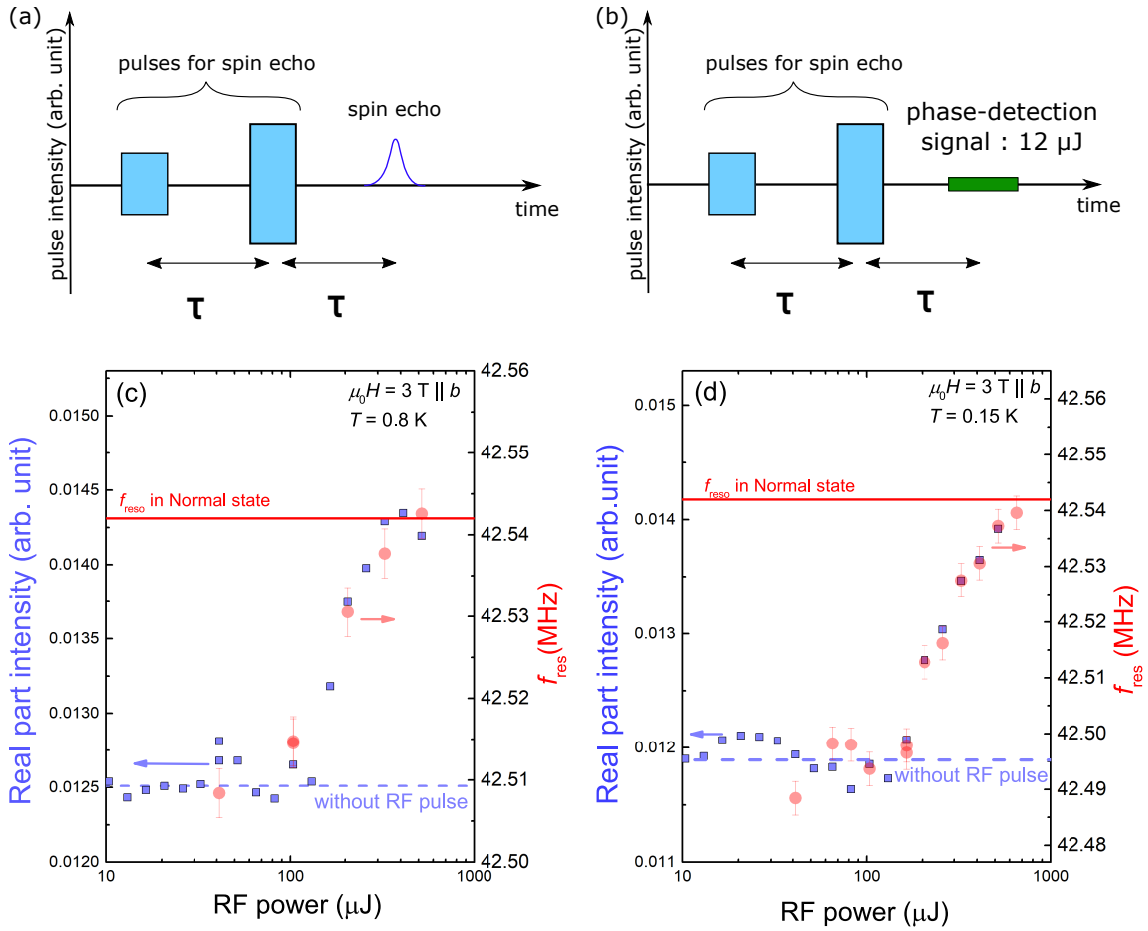 (a)
pulse intensity (arb. unit)
pulses for spin echo
spin echo
time
τ
τ
(b)
pulse intensity (arb. unit)
pulses for spin echo
phase-detection
signal : 12 μJ
time
τ
τ
(c)
μ₀H = 3 T || b
T = 0.8 K
f_reso in Normal state
without RF pulse
Real part intensity (arb. unit)
0.0150
0.0145
0.0140
0.0135
0.0130
0.0125
0.0120
10
100
1000
RF power (μJ)
42.56
42.55
42.54
42.53
42.52
42.51
42.50
f_res (MHz)
(d)
μ₀H = 3 T || b
T = 0.15 K
f_reso in Normal state
without RF pulse
Real part intensity (arb.unit)
0.015
0.014
0.013
0.012
0.011
10
100
1000
RF power (μJ)
42.56
42.55
42.54
42.53
42.52
42.51
42.50
42.49
42.48
f_res (MHz)